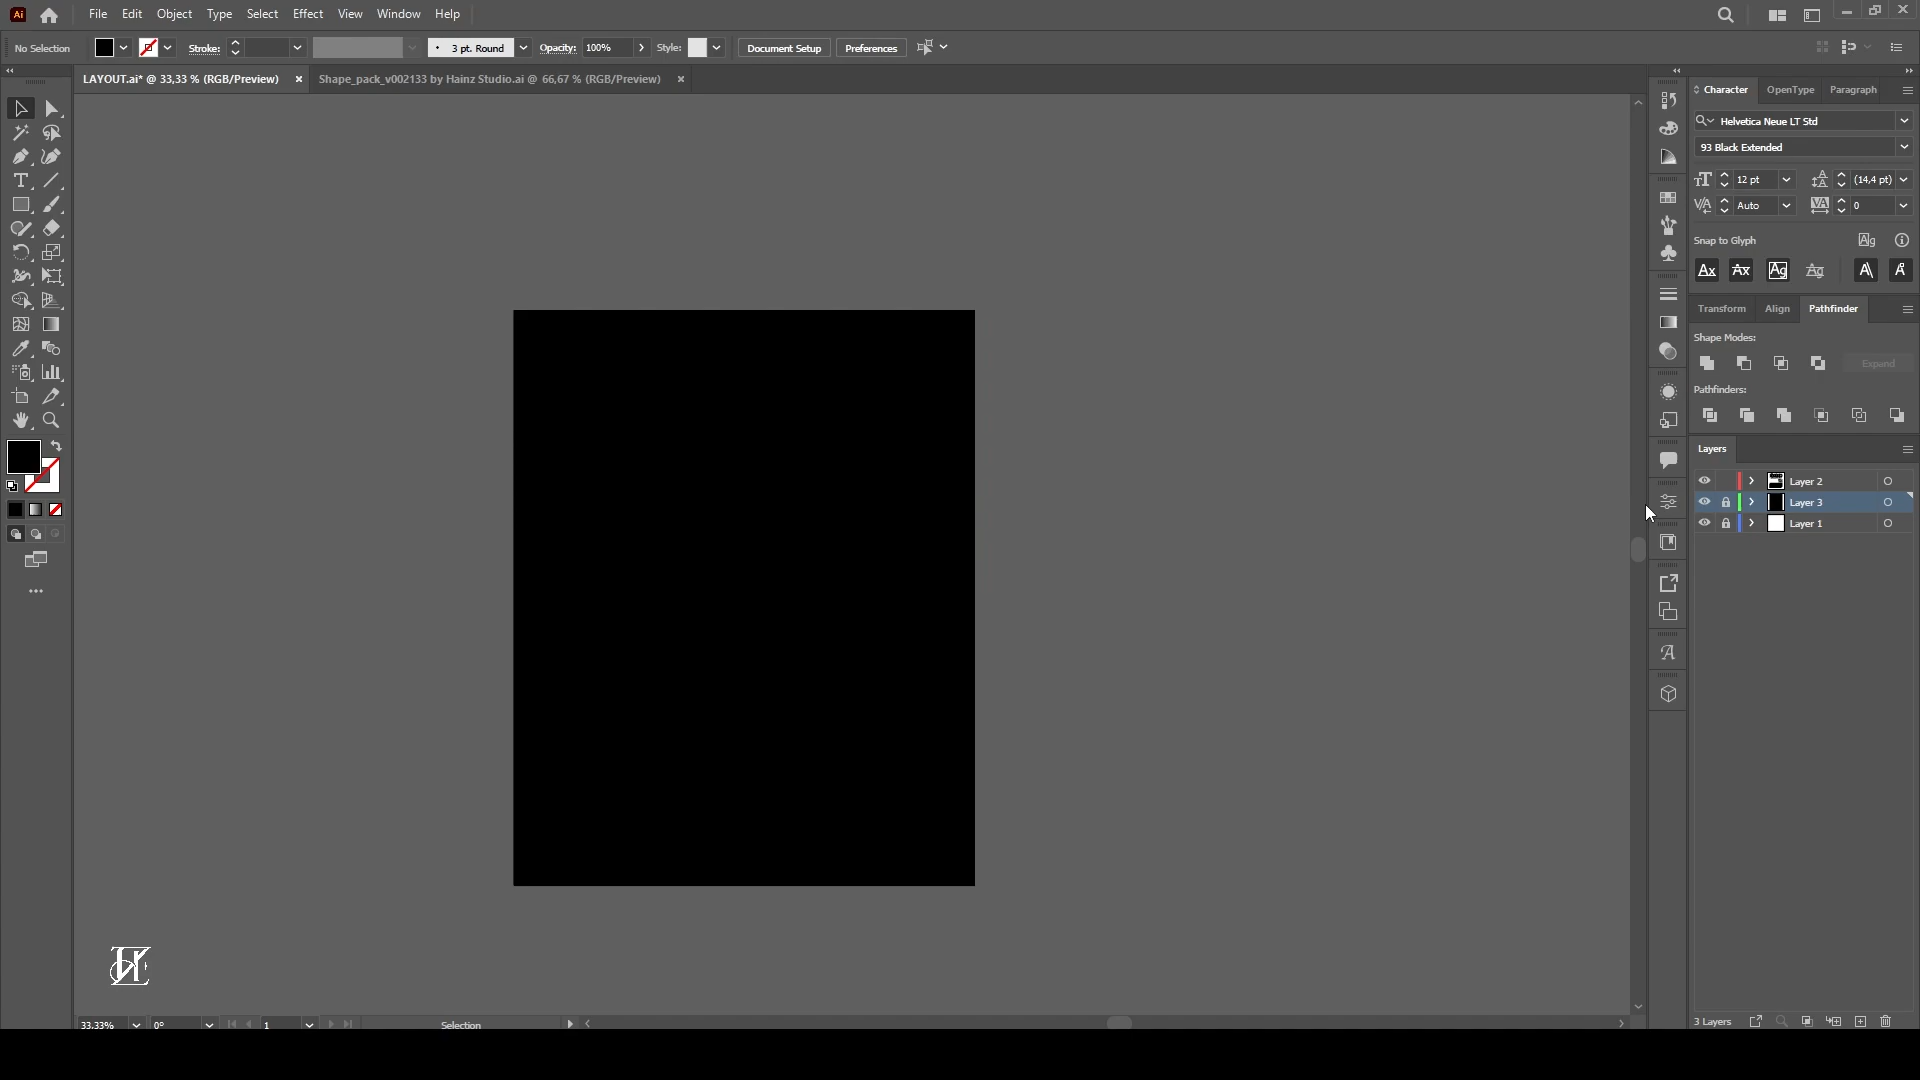 Ai File Edit Object Type Select Effect View Window Help
No Selection Stroke: 3 pt. Round Opacity: 100% Style: Document Setup Preferences
LAYOUT.ai* @ 33,33 % (RGB/Preview) × Shape_pack_v002133 by Hainz Studio.ai @ 66,67 % (RGB/Preview) ×
Character OpenType Paragraph
Helvetica Neue LT Std
93 Black Extended
12 pt (14,4 pt)
Auto 0
Snap to Glyph
Transform Align Pathfinder
Shape Modes:
Expand
Pathfinders:
Layers
Layer 2
Layer 3
Layer 1
33,33% 0° 1 Selection
3 Layers